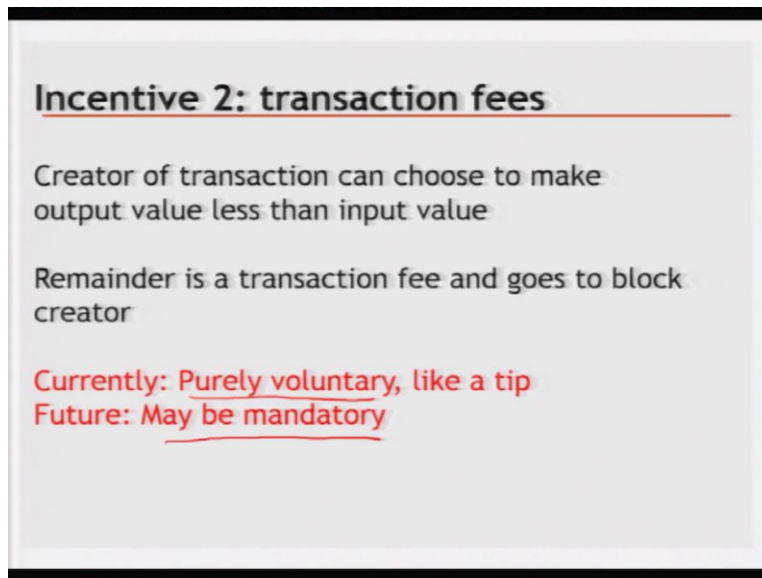 Incentive 2: transaction fees
Creator of transaction can choose to make
output value less than input value
Remainder is a transaction fee and goes to block
creator
Currently: Purely voluntary, like a tip
Future: May be mandatory